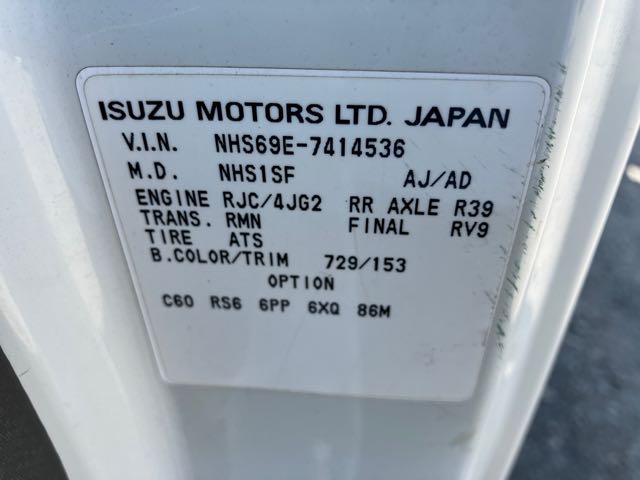 ISUZU MOTORS LTD. JAPAN
V.I.N. NHS69E-7414536
M.D. NHS1SF AJ/AD
ENGINE RJC/4JG2 RR AXLE R39
TRANS. RMN FINAL RV9
TIRE ATS
B.COLOR/TRIM 729/153
OPTION
C60 RS6 6PP 6XQ 86M